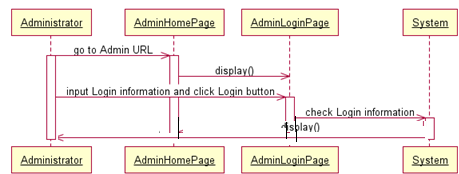 Administrator AdminHomePage AdminLoginPage System
go to Admin URL
display()
input Login information and click Login button
check Login information
display()
Administrator AdminHomePage AdminLoginPage System